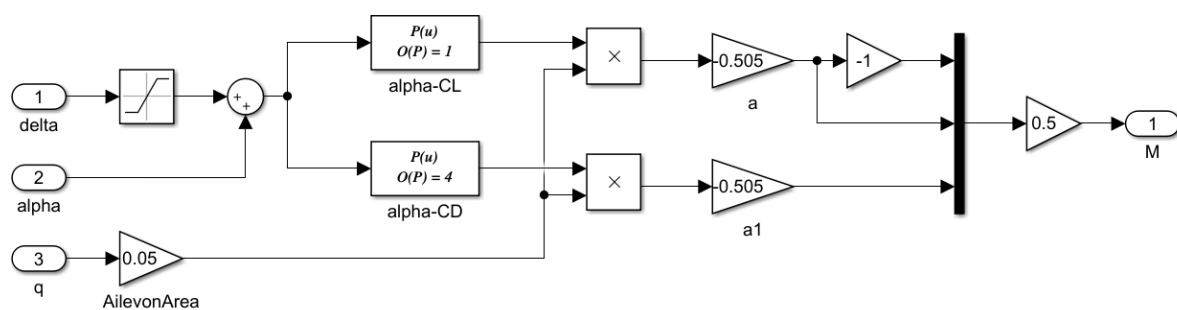 P(u)
O(P) = 1
alpha-CL
×
-0.505
a
-1
1
delta
+
+
2
alpha
P(u)
O(P) = 4
alpha-CD
×
-0.505
a1
0.5
1
M
3
q
0.05
AilevonArea